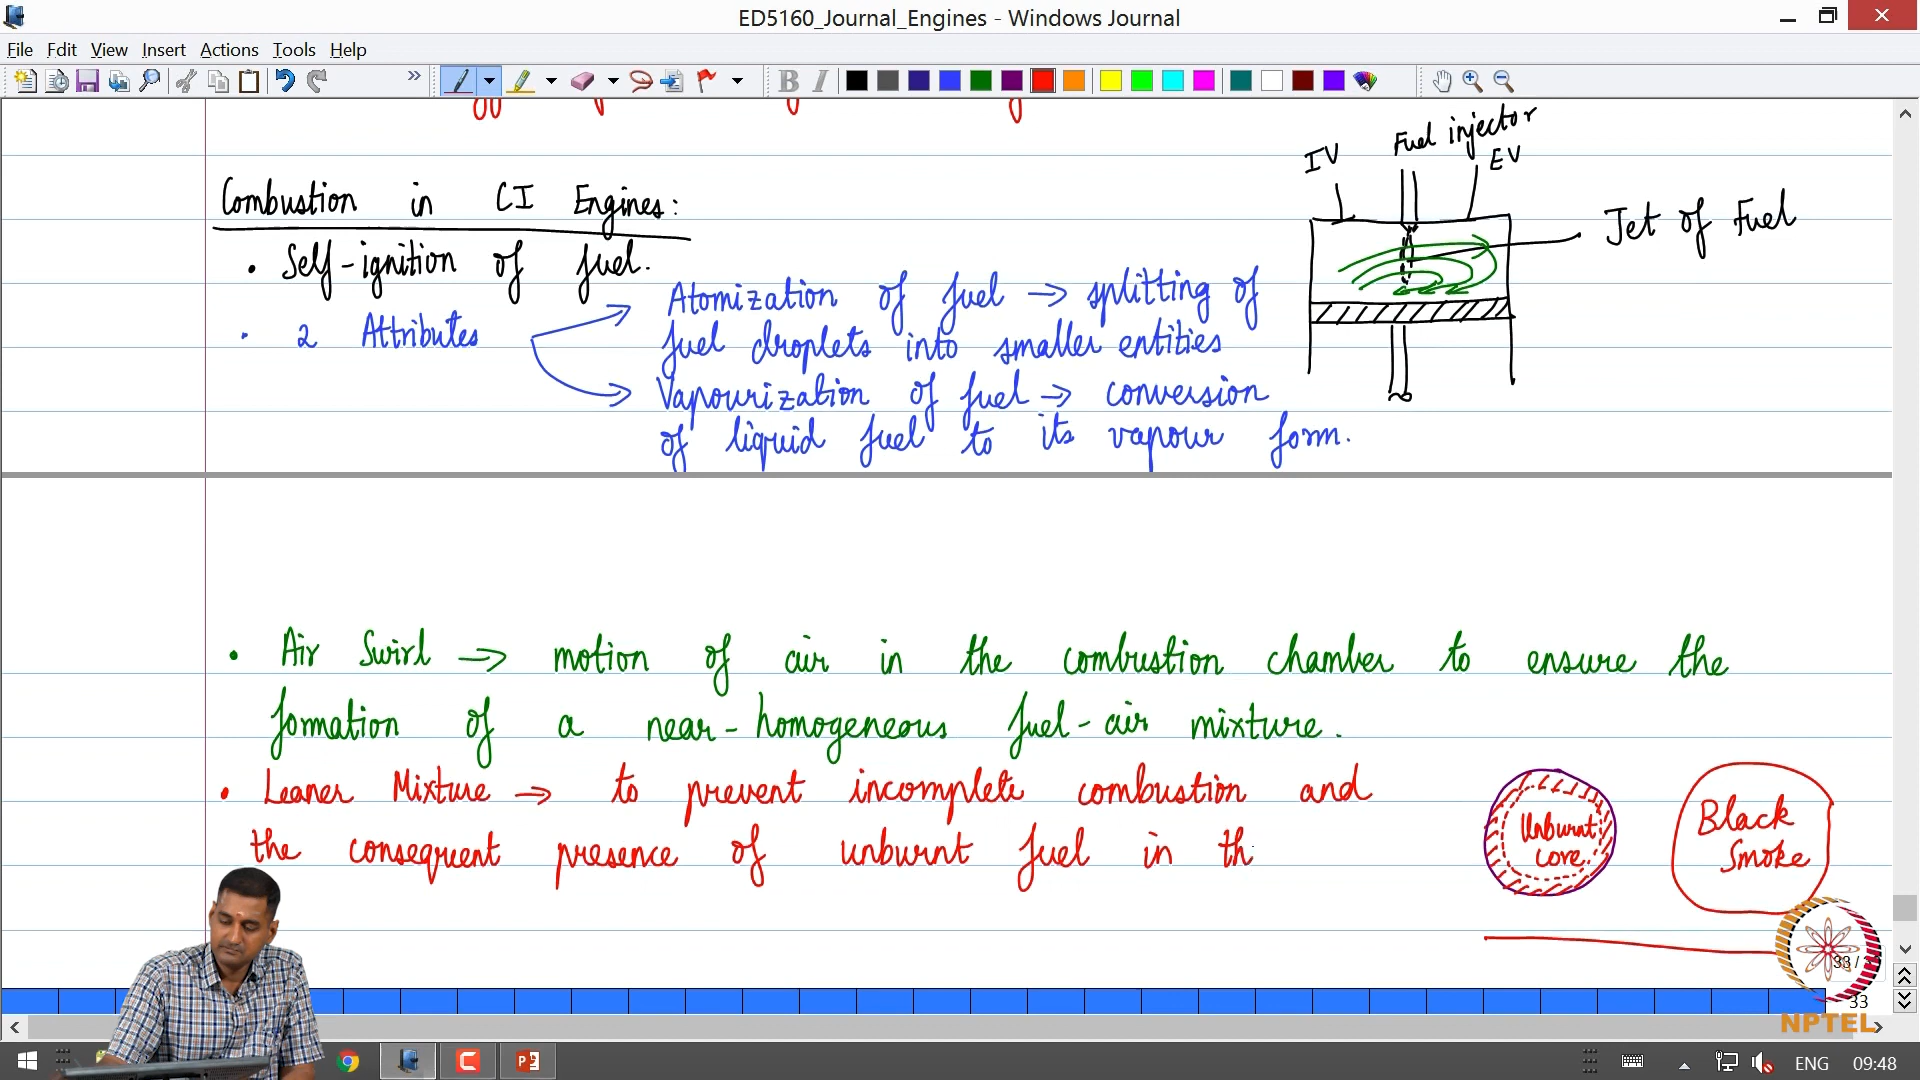 ED5160_Journal_Engines - Windows Journal
File Edit View Insert Actions Tools Help
B I
Fuel injector
IV
EV
Combustion in CI Engines:
Jet of Fuel
• Self-ignition of fuel.
• 2 Attributes
Atomization of fuel → splitting of
fuel droplets into smaller entities
Vapourization of fuel → conversion
of liquid fuel to its vapour form.
• Air Swirl → motion of air in the combustion chamber to ensure the
formation of a near-homogeneous fuel-air mixture.
• Leaner Mixture → to prevent incomplete combustion and
the consequent presence of unburnt fuel in th
Unburnt
core
Black
Smoke
33
NPTEL
ENG 09:48